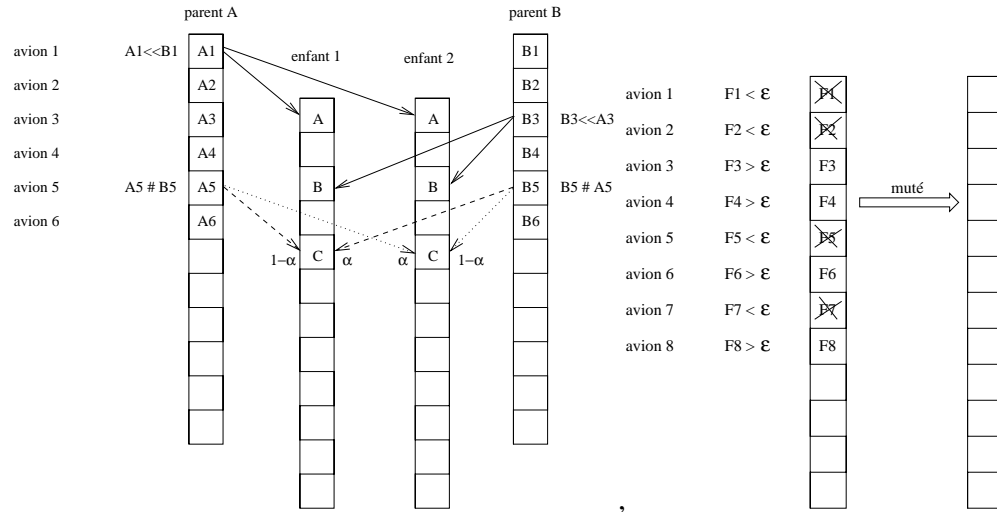 parent A
parent B
enfant 1
enfant 2
avion 1 A1<<B1 A1 B1
avion 2 A2 B2
avion 3 A3 A A B3 B3<<A3
avion 4 A4 B4
avion 5 A5 # B5 A5 B B B5 B5 # A5
avion 6 A6 B6
1−α C α α C 1−α
avion 1 F1 < ε F1
avion 2 F2 < ε F2
avion 3 F3 > ε F3
avion 4 F4 > ε F4
muté
avion 5 F5 < ε F5
avion 6 F6 > ε F6
avion 7 F7 < ε F7
avion 8 F8 > ε F8
,